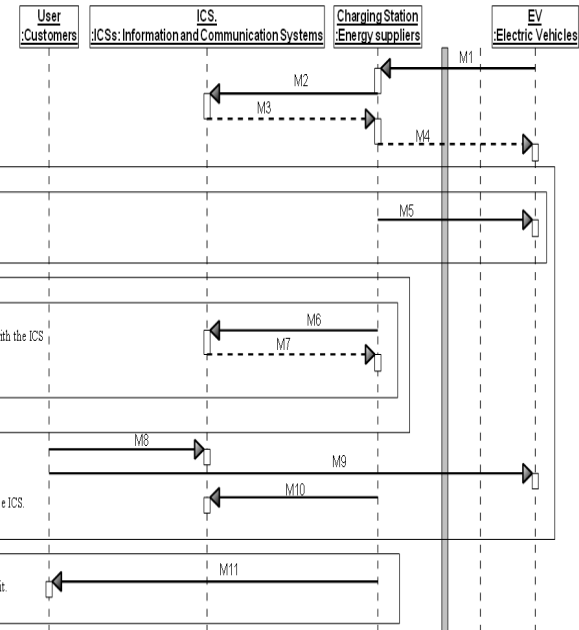 User
:Customers
ICS.
:ICSs: Information and Communication Systems
Charging Station
:Energy suppliers
EV
:Electric Vehicles
M1
M2
M3
M4
M5
M6
with the ICS
M7
M8
M9
M10
e ICS.
M11
it.